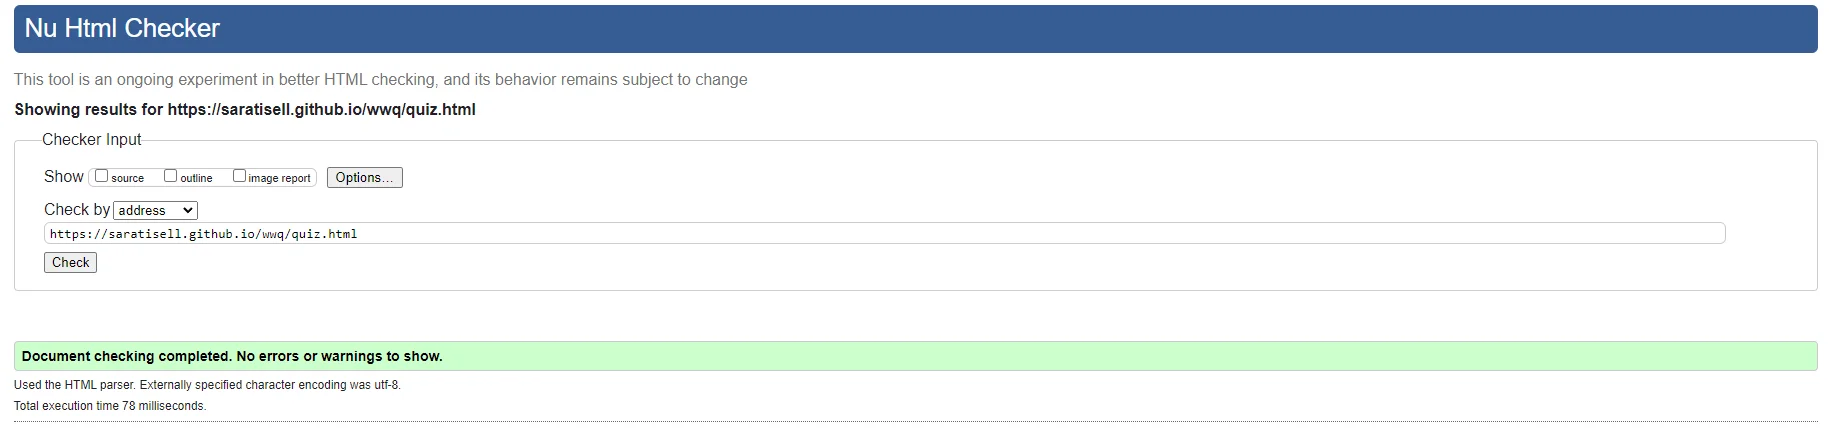 Nu Html Checker
This tool is an ongoing experiment in better HTML checking, and its behavior remains subject to change
Showing results for https://saratisell.github.io/wwq/quiz.html
Checker Input
Show source outline image report Options...
Check by address
https://saratisell.github.io/wwq/quiz.html
Check
Document checking completed. No errors or warnings to show.
Used the HTML parser. Externally specified character encoding was utf-8.
Total execution time 78 milliseconds.